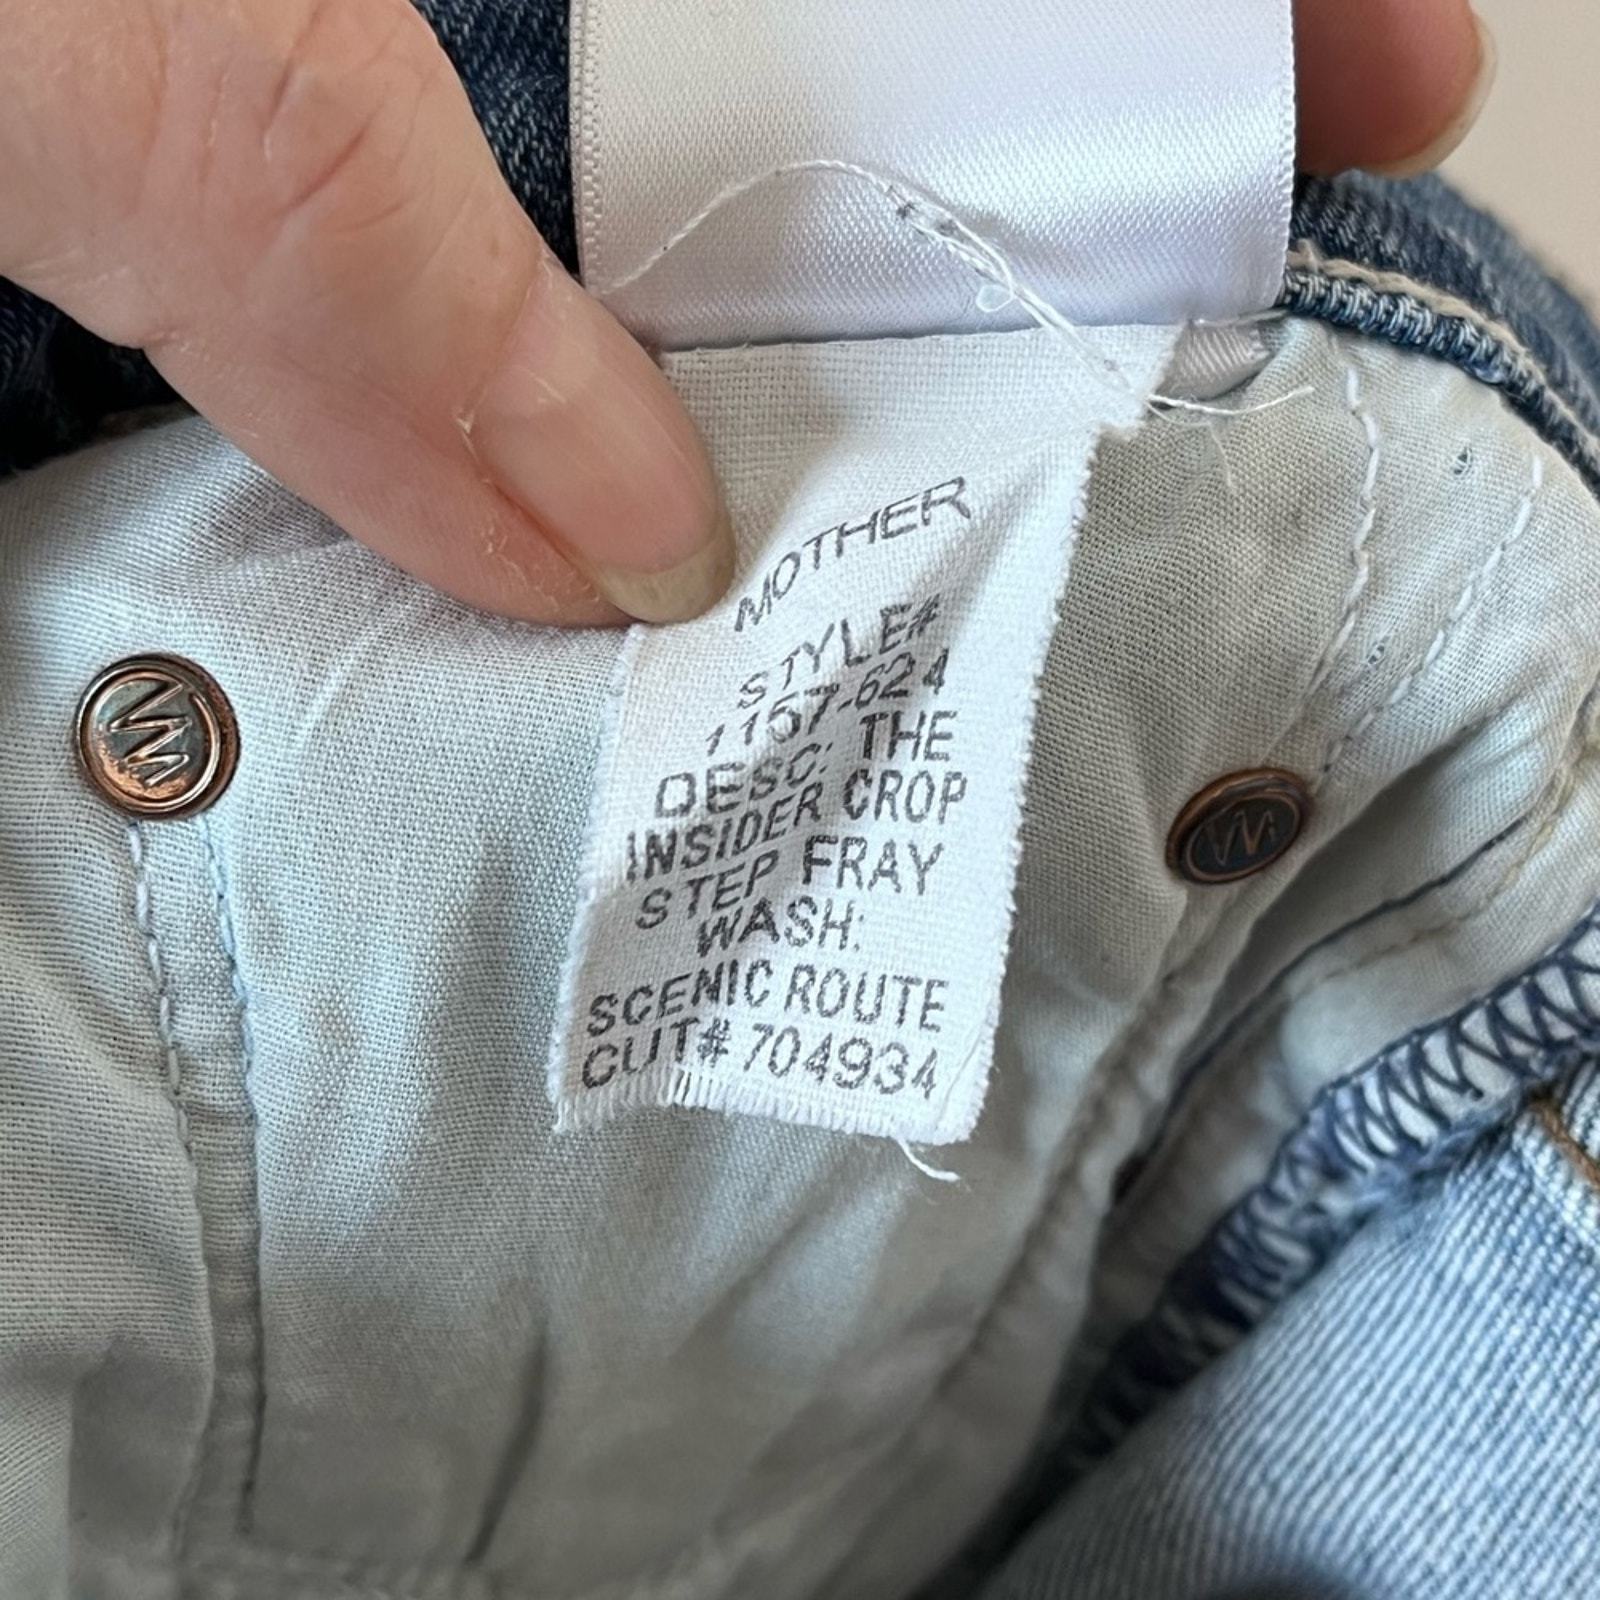 MOTHER
STYLE#
1157-624
DESC: THE
INSIDER CROP
STEP FRAY
WASH:
SCENIC ROUTE
CUT# 704934